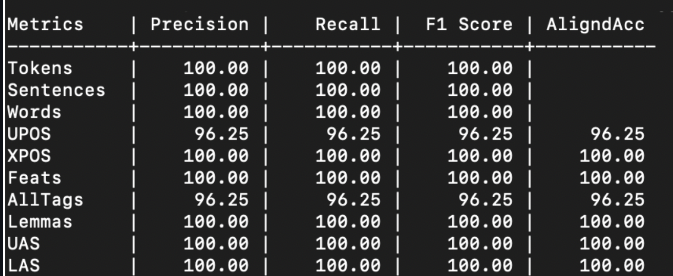 Metrics    | Precision |    Recall |  F1 Score | AligndAcc
-----------+-----------+-----------+-----------+-----------
Tokens     |    100.00 |    100.00 |    100.00 |
Sentences  |    100.00 |    100.00 |    100.00 |
Words      |    100.00 |    100.00 |    100.00 |
UPOS       |     96.25 |     96.25 |     96.25 |     96.25
XPOS       |    100.00 |    100.00 |    100.00 |    100.00
Feats      |    100.00 |    100.00 |    100.00 |    100.00
AllTags    |     96.25 |     96.25 |     96.25 |     96.25
Lemmas     |    100.00 |    100.00 |    100.00 |    100.00
UAS        |    100.00 |    100.00 |    100.00 |    100.00
LAS        |    100.00 |    100.00 |    100.00 |    100.00